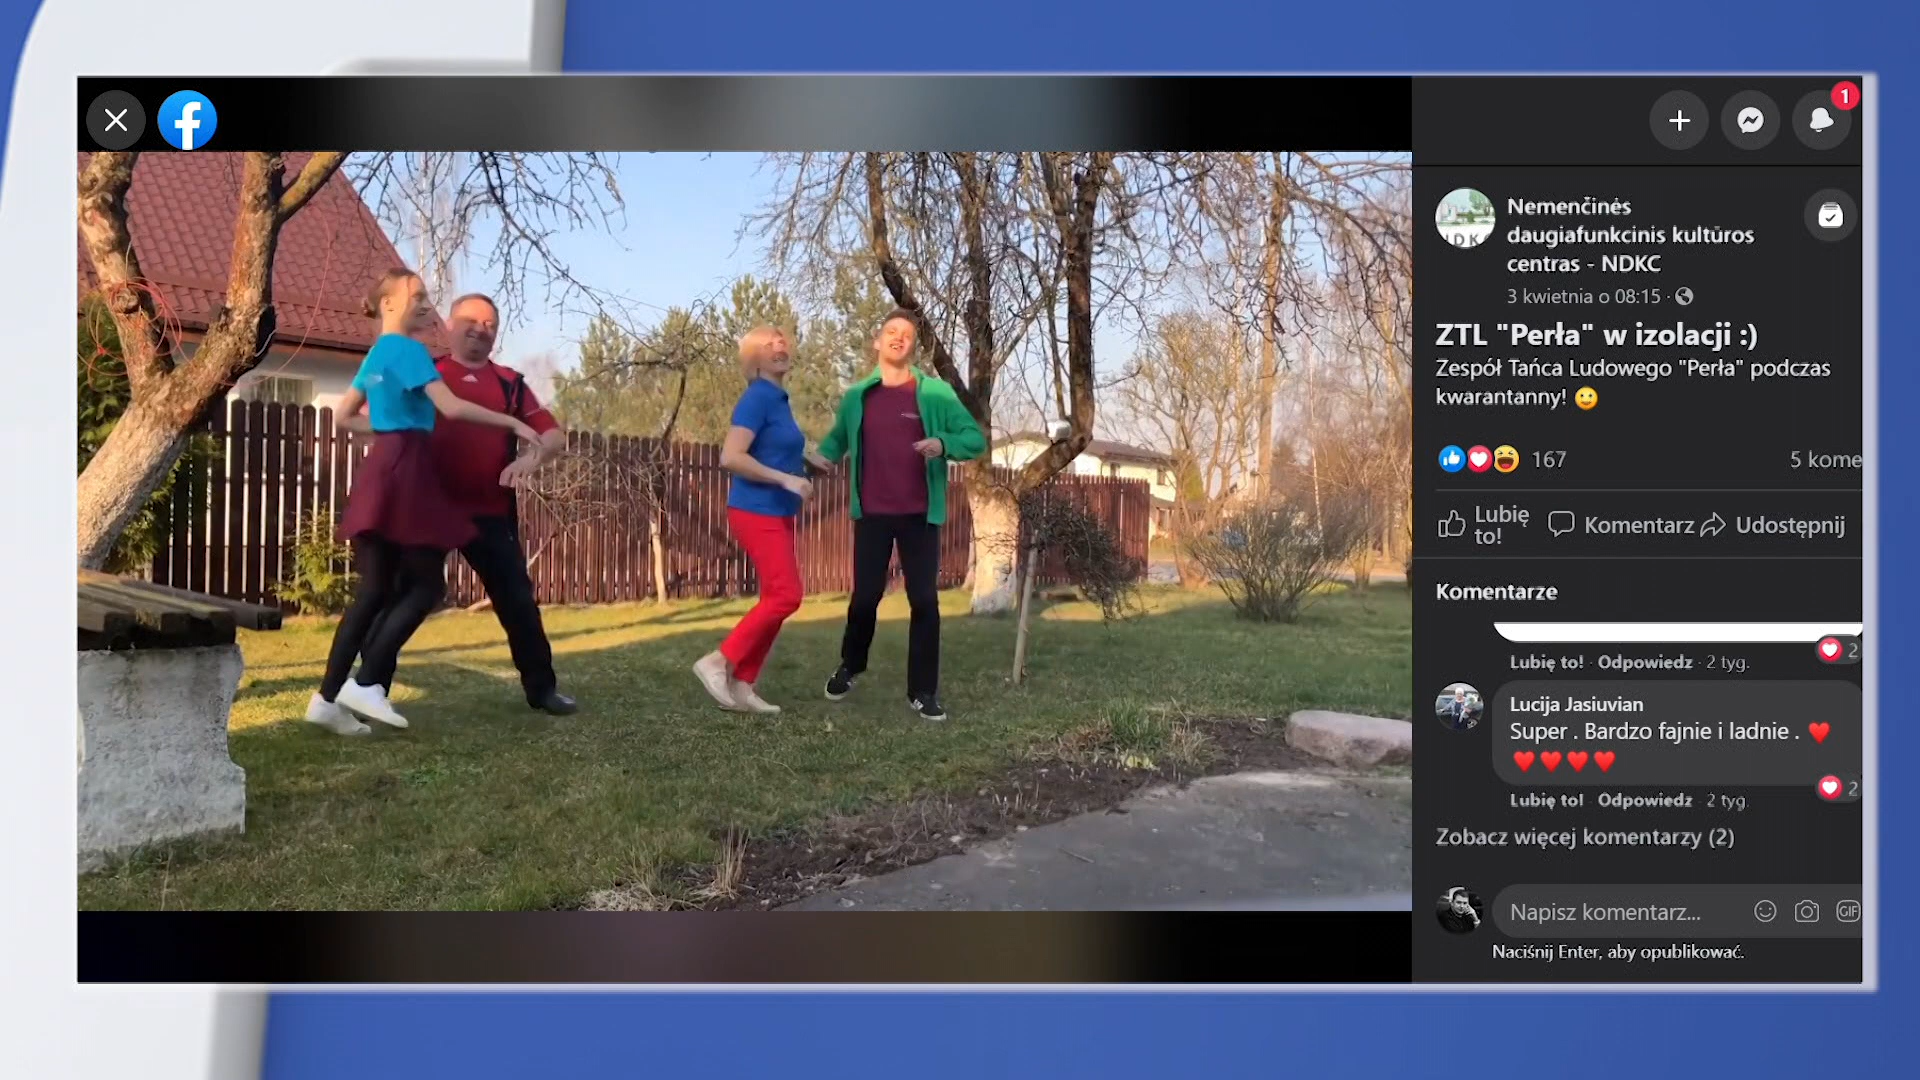 1
Nemenčinės
daugiafunkcinis kultūros
centras - NDKC
3 kwietnia o 08:15 ·
ZTL "Perła" w izolacji :)
Zespół Tańca Ludowego "Perła" podczas
kwarantanny! 🙂
167
5 kome
Lubię to!
Komentarz
Udostępnij
Komentarze
2
Lubię to! · Odpowiedz · 2 tyg.
Lucija Jasiuvian
Super . Bardzo fajnie i ladnie . ❤️
❤️❤️❤️❤️
2
Lubię to! · Odpowiedz · 2 tyg.
Zobacz więcej komentarzy (2)
Napisz komentarz...
GIF
Naciśnij Enter, aby opublikować.